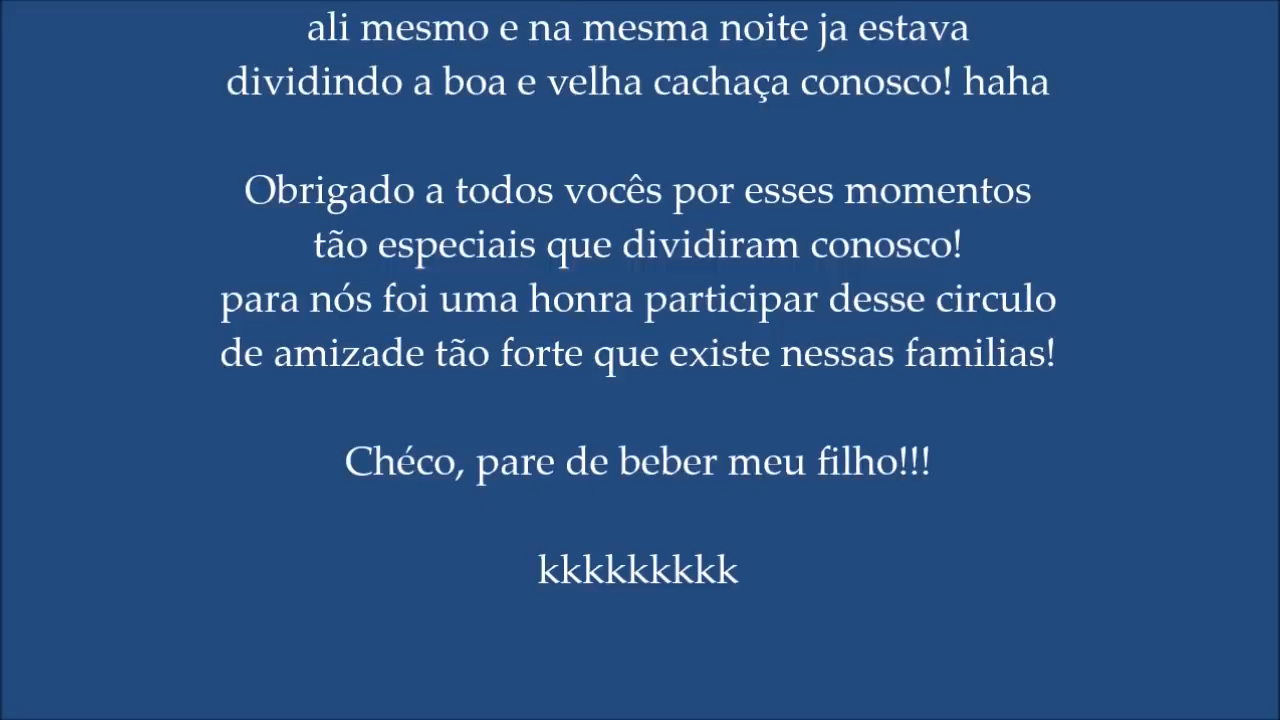 ali mesmo e na mesma noite ja estava
dividindo a boa e velha cachaça conosco! haha
Obrigado a todos vocês por esses momentos
tão especiais que dividiram conosco!
para nós foi uma honra participar desse circulo
de amizade tão forte que existe nessas familias!
Chéco, pare de beber meu filho!!!
kkkkkkkkk